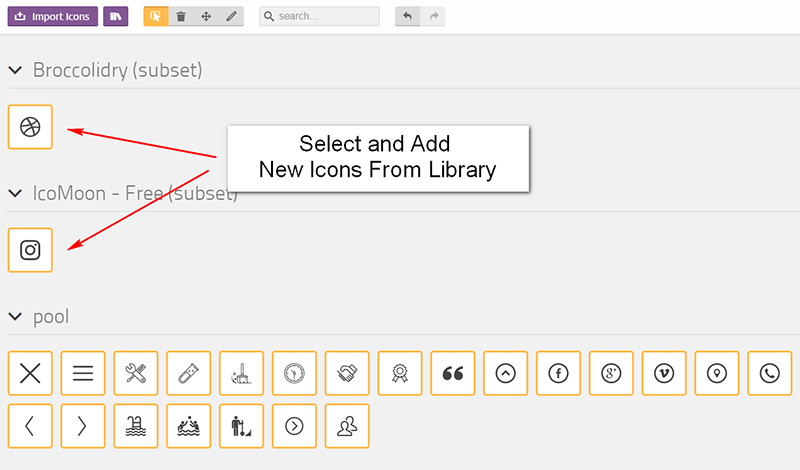 Import Icons
search...
Broccolidry (subset)
Select and Add
New Icons From Library
IcoMoon - Free (subset)
pool